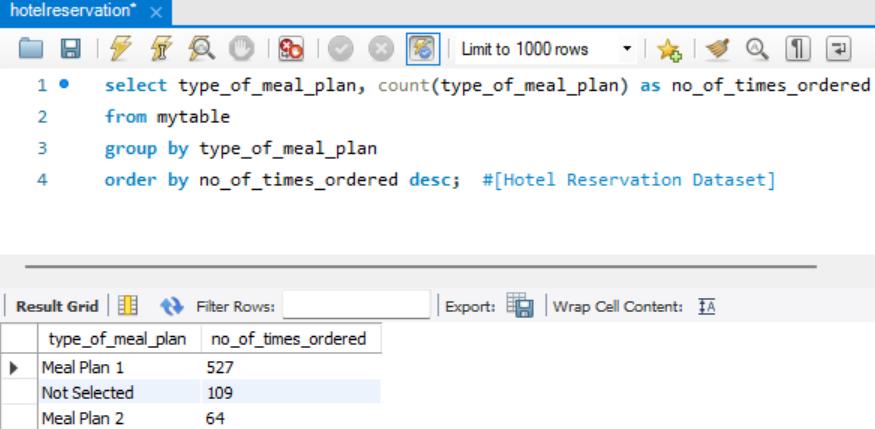 hotelreservation*
Limit to 1000 rows
1 select type_of_meal_plan, count(type_of_meal_plan) as no_of_times_ordered
2 from mytable
3 group by type_of_meal_plan
4 order by no_of_times_ordered desc; #[Hotel Reservation Dataset]
Result Grid Filter Rows: Export: Wrap Cell Content: IA
type_of_meal_plan no_of_times_ordered
Meal Plan 1 527
Not Selected 109
Meal Plan 2 64